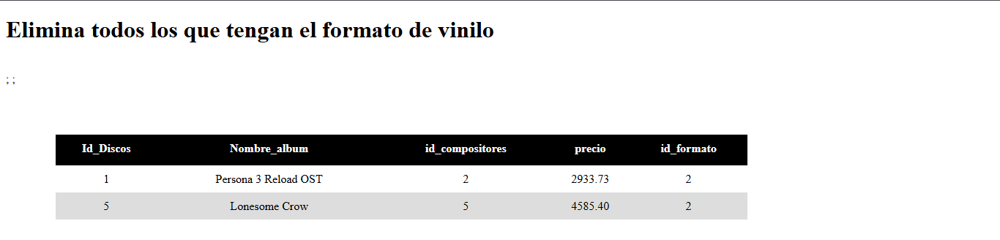 Elimina todos los que tengan el formato de vinilo
; ;
Id_Discos Nombre_album id_compositores precio id_formato
1 Persona 3 Reload OST 2 2933.73 2
5 Lonesome Crow 5 4585.40 2